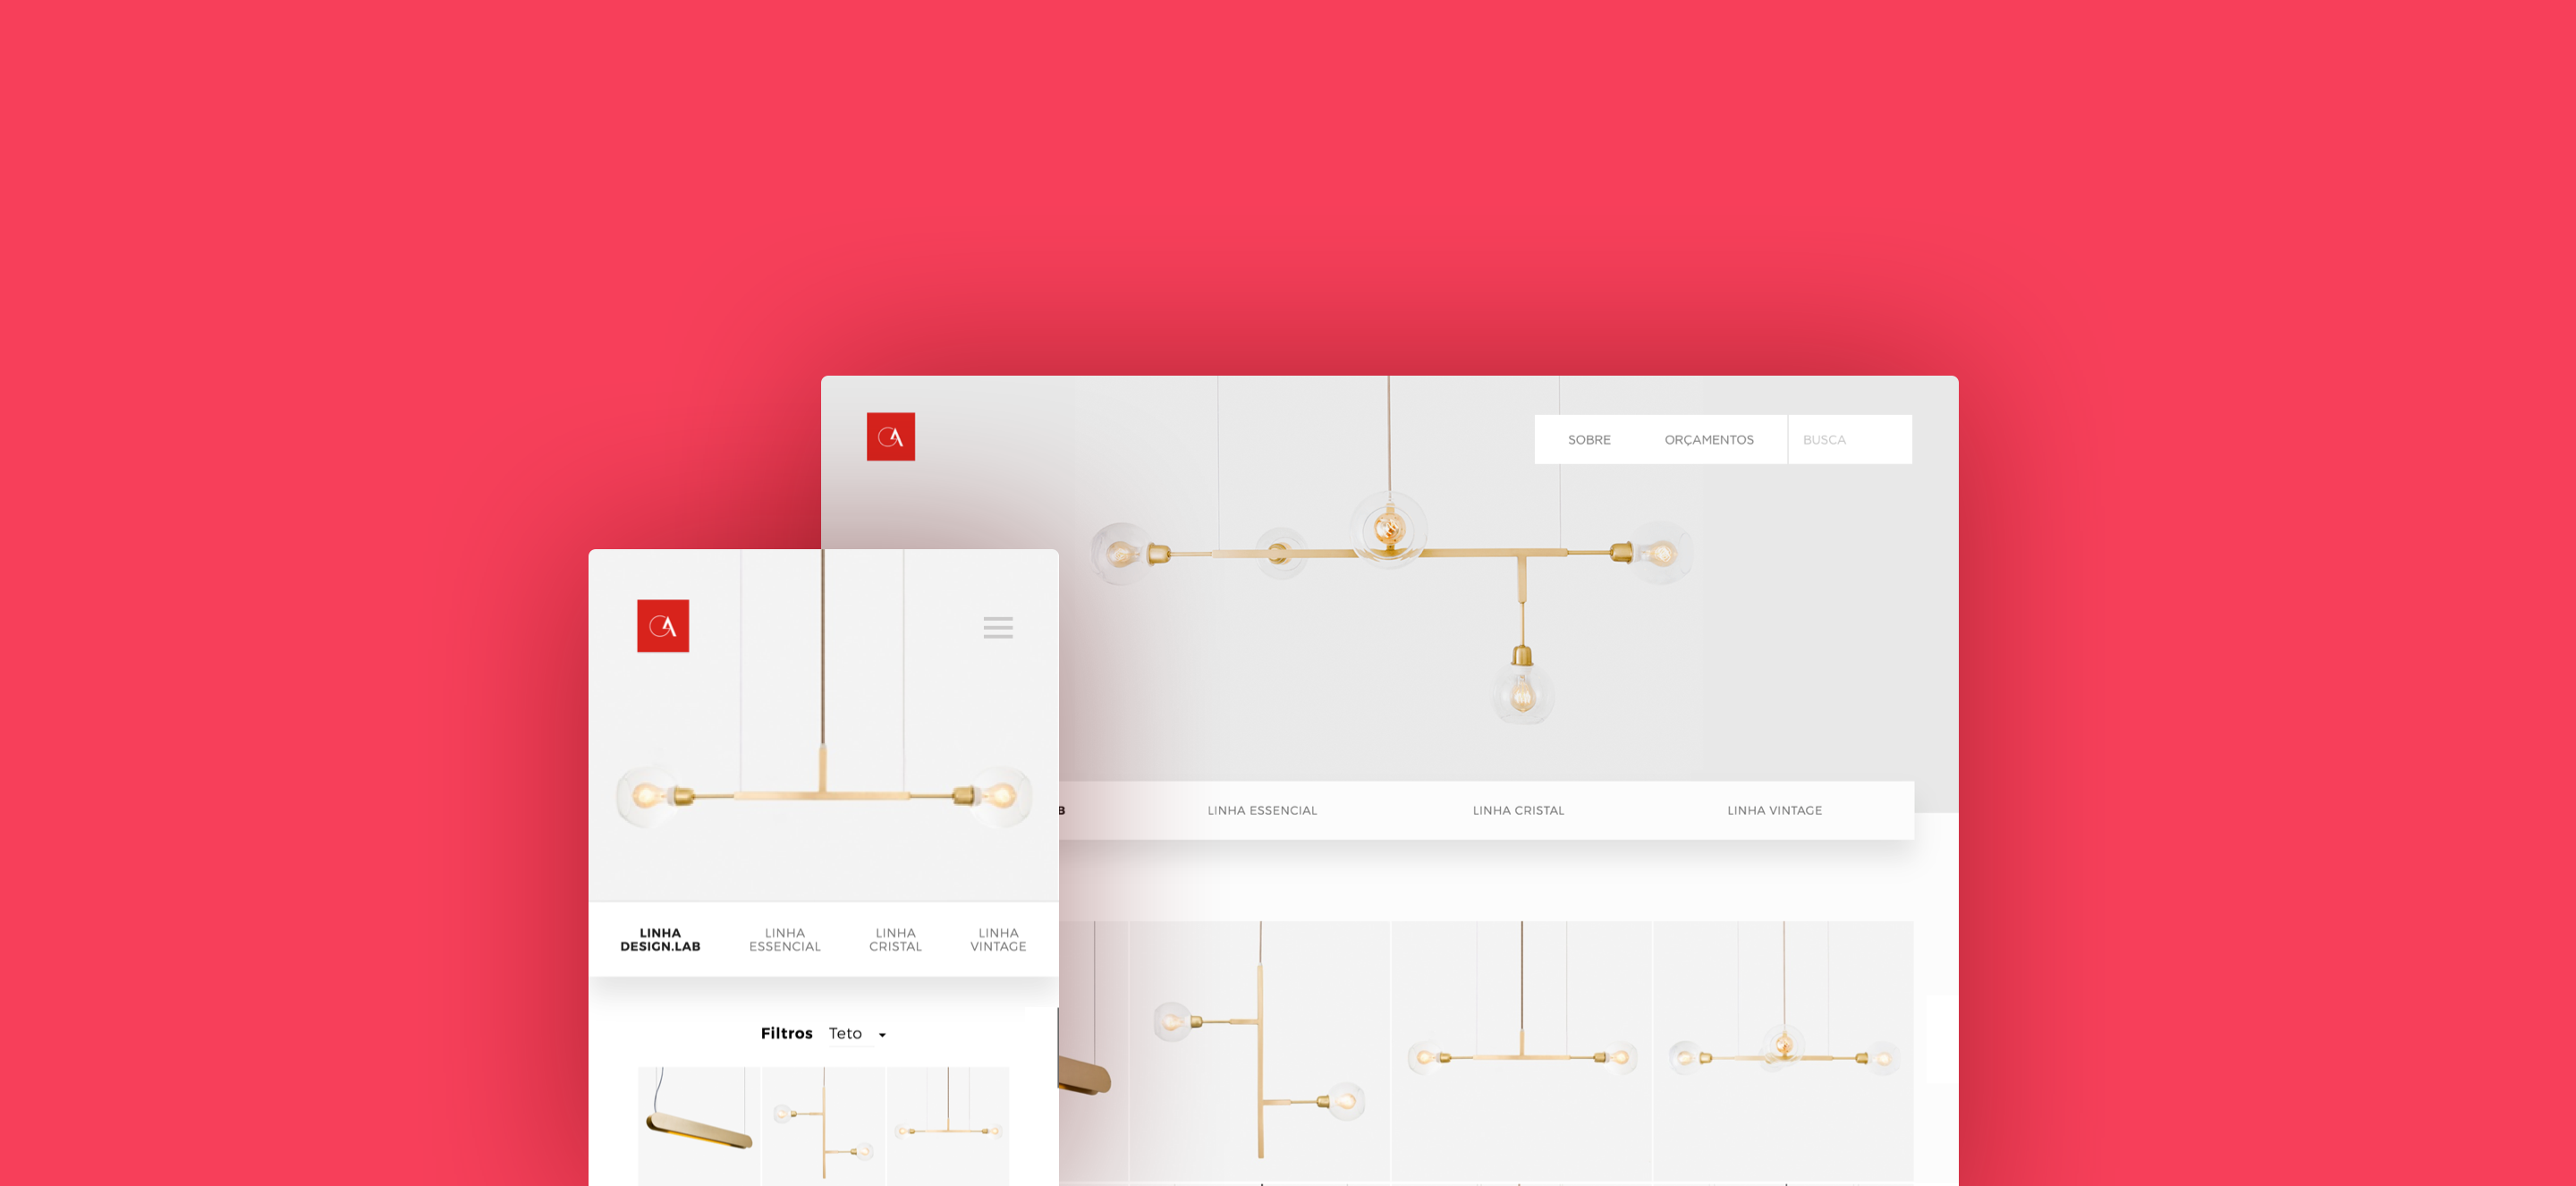 SOBRE
ORÇAMENTOS
BUSCA
B
LINHA ESSENCIAL
LINHA CRISTAL
LINHA VINTAGE
LINHA
DESIGN.LAB
LINHA
ESSENCIAL
LINHA
CRISTAL
LINHA
VINTAGE
Filtros Teto